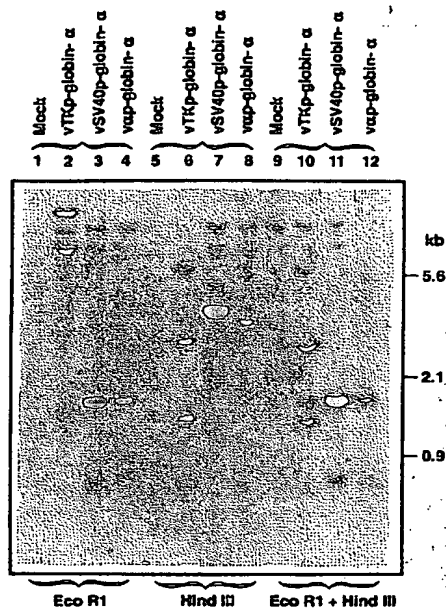 Mock
vTKp-globin-α
vSV40p-globin-α
vαp-globin-α
Mock
vTKp-globin-α
vSV40p-globin-α
vαp-globin-α
Mock
vTKp-globin-α
vSV40p-globin-α
vαp-globin-α
1 2 3 4 5 6 7 8 9 10 11 12
kb
5.6
2.1
0.9
Eco R1 Hind III Eco R1 + Hind III